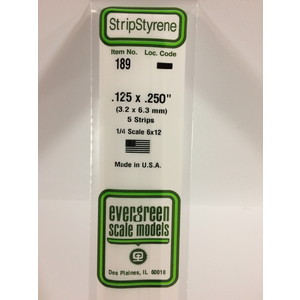 StripStyrene
Item No. Loc. Code
189
.125 x .250"
(3.2 x 6.3 mm)
5 Strips
1/4 Scale 6x12
Made in U.S.A.
evergreen
scale models
Des Plaines, IL 60018